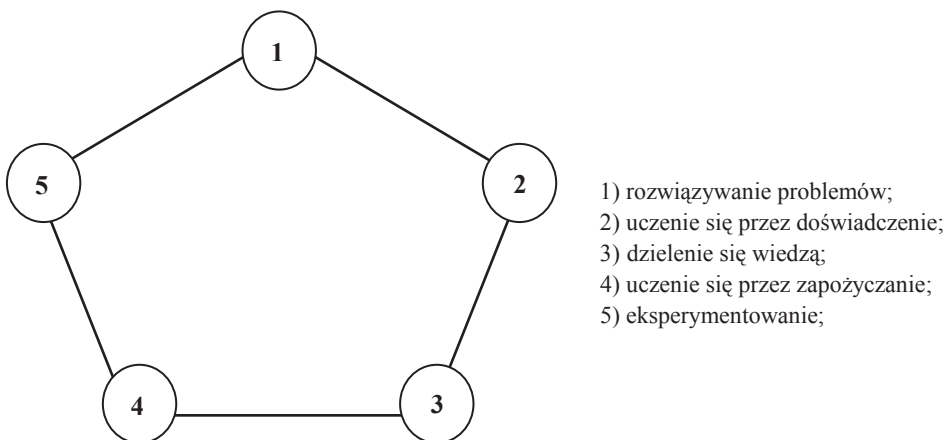 1
5
2
4
3
1) rozwiązywanie problemów;
2) uczenie się przez doświadczenie;
3) dzielenie się wiedzą;
4) uczenie się przez zapożyczanie;
5) eksperymentowanie;